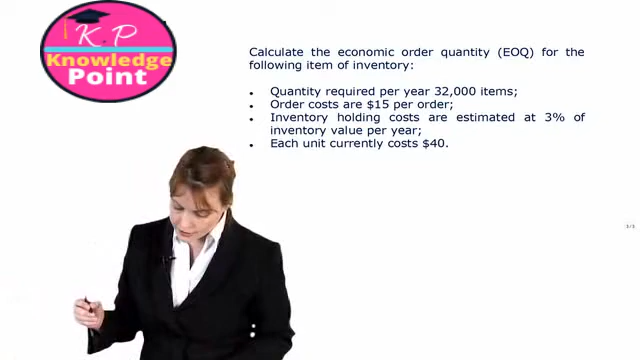 K.P
Knowledge
Point
Calculate the economic order quantity (EOQ) for the
following item of inventory:
• Quantity required per year 32,000 items;
• Order costs are $15 per order;
• Inventory holding costs are estimated at 3% of
inventory value per year;
• Each unit currently costs $40.